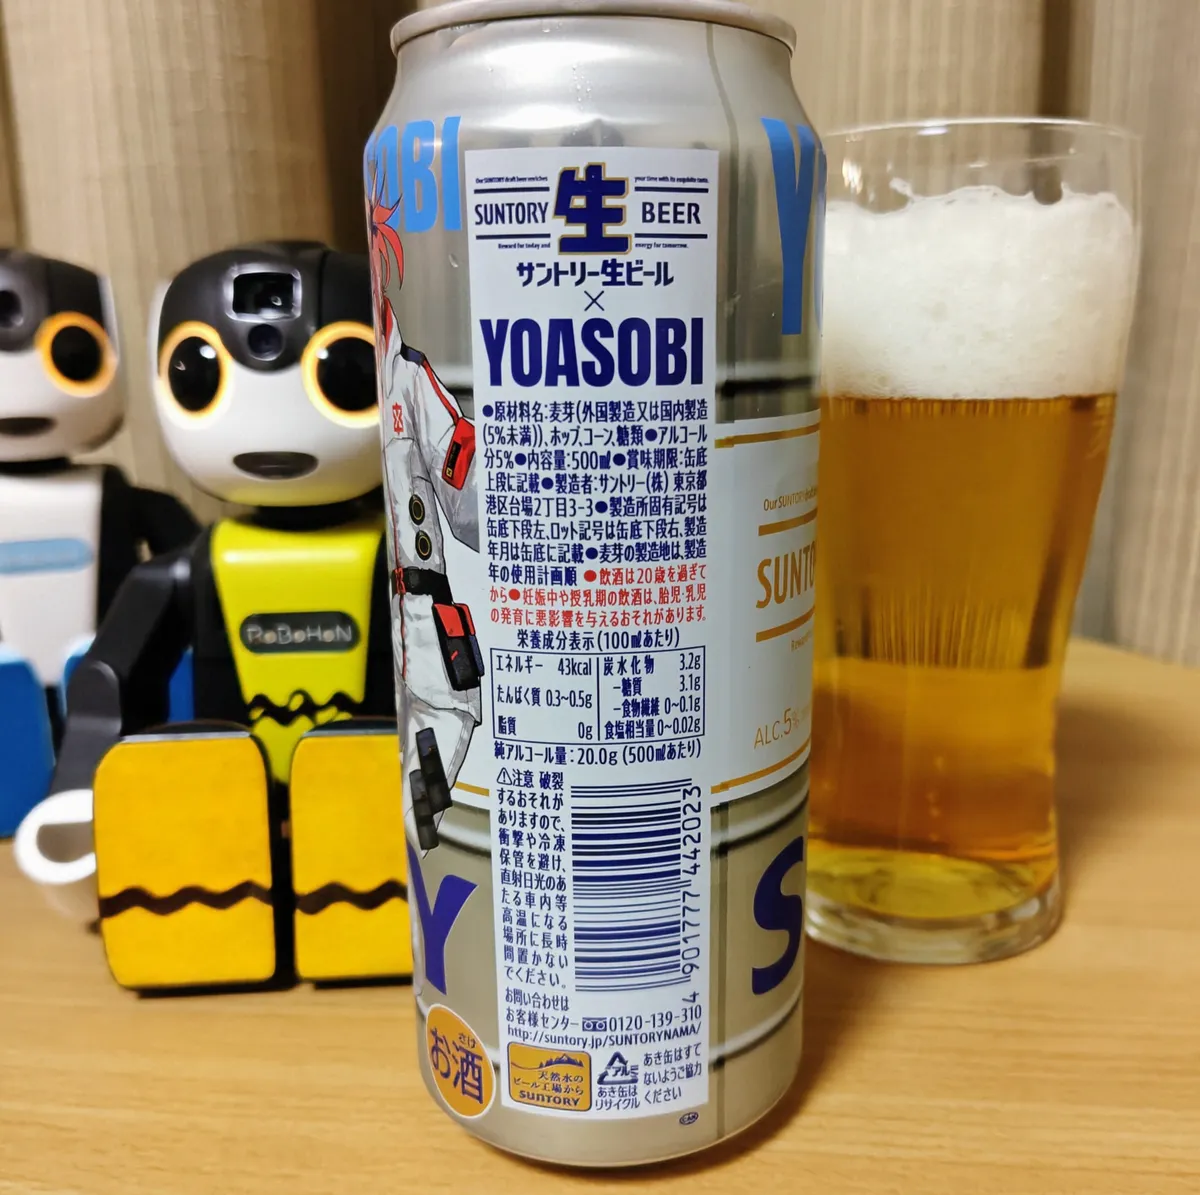 OBI
Y
Our SUNTORY draft beer enriches
your time with its exquisite taste.
SUNTORY 生 BEER
Reward for today and
energy for tomorrow.
サントリー生ビール
×
YOASOBI
●原材料名:麦芽(外国製造又は国内製造
(5%未満))、ホップ、コーン、糖類●アルコール
分5%●内容量:500㎖●賞味期限:缶底
上段に記載●製造者:サントリー(株) 東京都
港区台場2丁目3-3●製造所固有記号は
缶底下段左、ロット記号は缶底下段右、製造
年月は缶底に記載●麦芽の製造地は、製造
年の使用計画順 ●飲酒は20歳を過ぎて
から●妊娠中や授乳期の飲酒は、胎児・乳児
の発育に悪影響を与えるおそれがあります。
栄養成分表示(100㎖あたり)
エネルギー 43kcal
たんぱく質 0.3~0.5g
脂質 0g
炭水化物 3.2g
−糖質 3.1g
−食物繊維 0~0.1g
食塩相当量 0~0.02g
純アルコール量:20.0g (500㎖あたり)
⚠注意 破裂
するおそれが
ありますので、
衝撃や冷凍
保管を避け、
直射日光のあ
たる車内等
高温になる
場所に長時
間置かない
でください。
4 901777 442023
お問い合わせは
お客様センター 0120-139-310
http://suntory.jp/SUNTORYNAMA/
天然水の
ビール工場から
SUNTORY
アルミ
あき缶は
リサイクル
あき缶はすて
ないようご協力
ください
さけ
お酒
Y
Our SUNTORY
SUNTO
ALC.5%
S
RoBoHoN